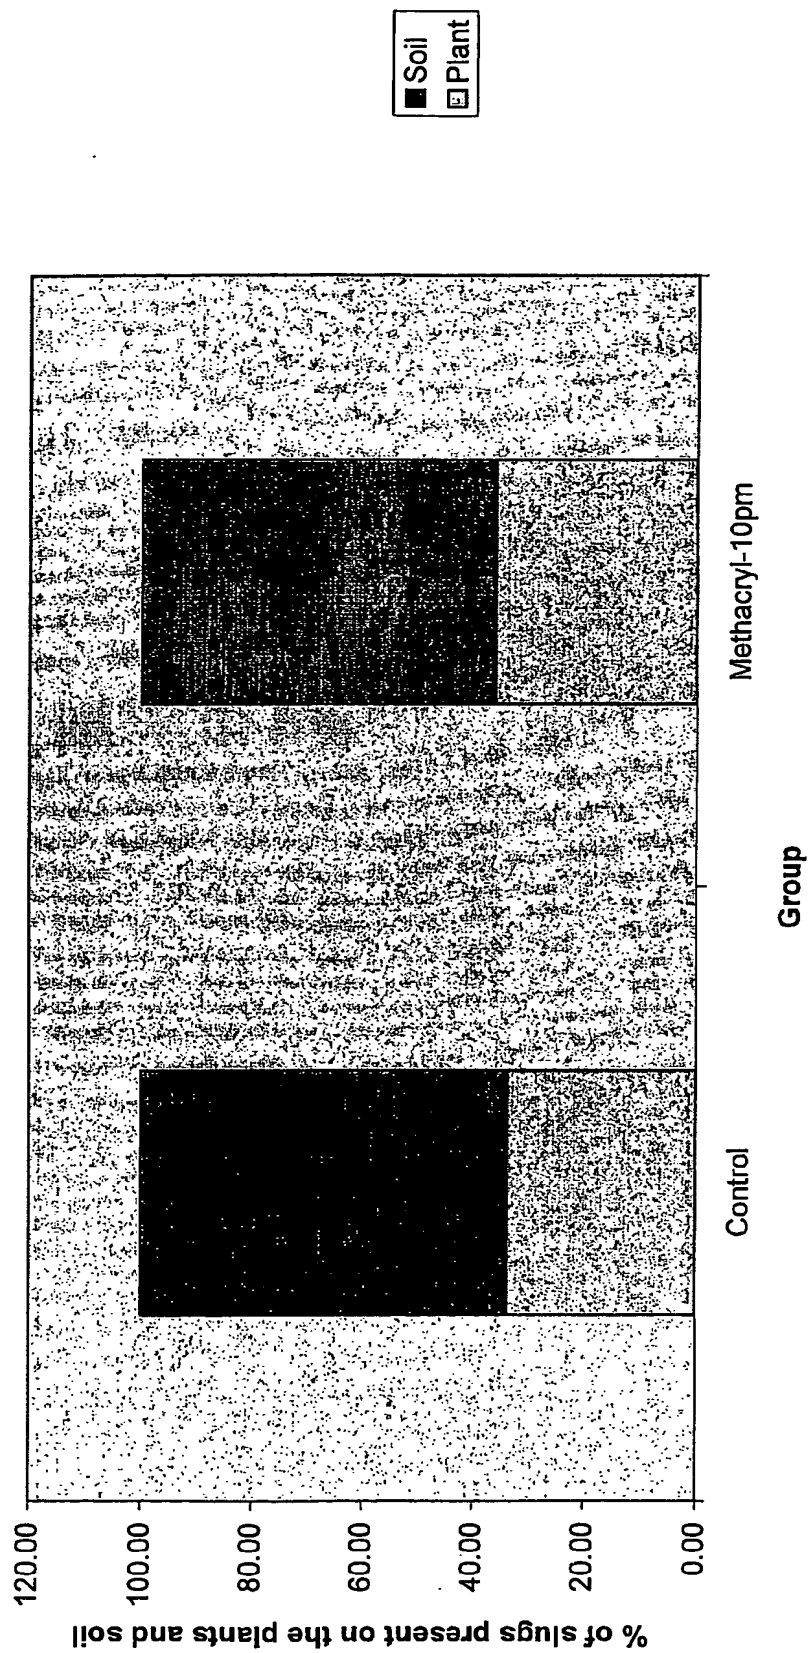 % of slugs present on the plants and soil
120.00
100.00
80.00
60.00
40.00
20.00
0.00
Control
Methacryl-10pm
Group
Soil
Plant